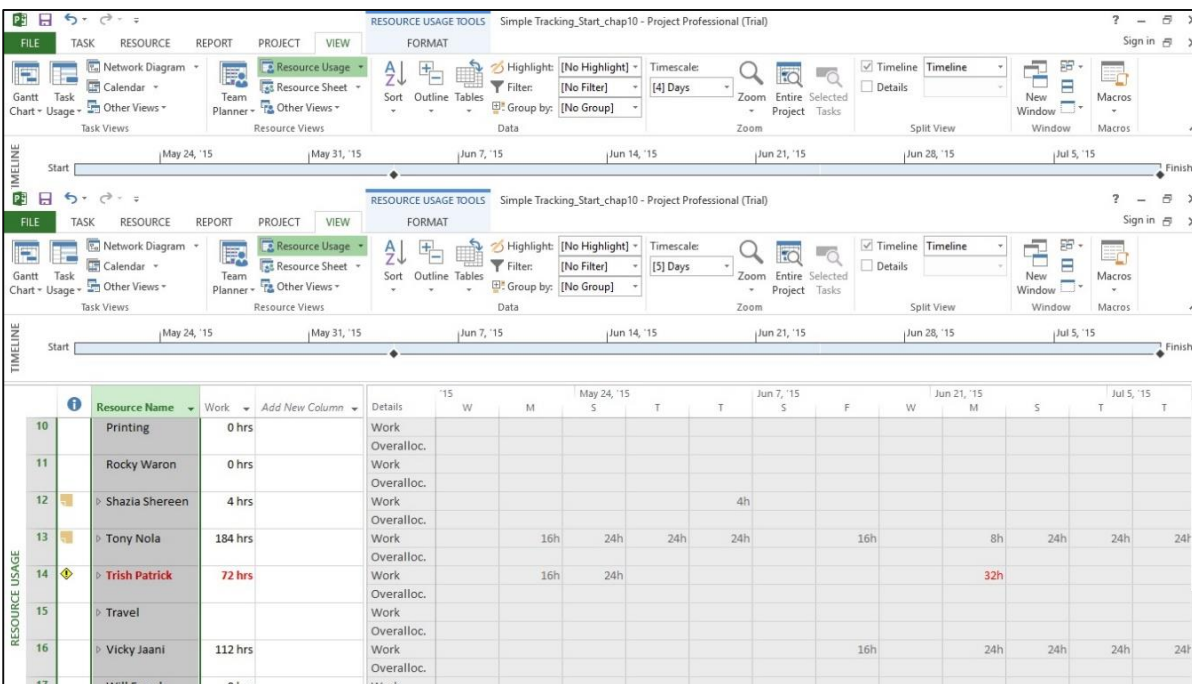 RESOURCE USAGE TOOLS Simple Tracking_Start_chap10 - Project Professional (Trial) ?
FILE TASK RESOURCE REPORT PROJECT VIEW FORMAT Sign in
Gantt Chart Task Usage Network Diagram Calendar Other Views Team Planner Resource Usage Resource Sheet Other Views Sort Outline Tables Highlight: [No Highlight] Filter: [No Filter] Group by: [No Group] Timescale: [4] Days Zoom Entire Project Selected Tasks Timeline Timeline Details New Window Macros
Task Views Resource Views Data Zoom Split View Window Macros
TIMELINE
May 24, '15 May 31, '15 Jun 7, '15 Jun 14, '15 Jun 21, '15 Jun 28, '15 Jul 5, '15
Start Finish
RESOURCE USAGE TOOLS Simple Tracking_Start_chap10 - Project Professional (Trial) ?
FILE TASK RESOURCE REPORT PROJECT VIEW FORMAT Sign in
Gantt Chart Task Usage Network Diagram Calendar Other Views Team Planner Resource Usage Resource Sheet Other Views Sort Outline Tables Highlight: [No Highlight] Filter: [No Filter] Group by: [No Group] Timescale: [5] Days Zoom Entire Project Selected Tasks Timeline Timeline Details New Window Macros
Task Views Resource Views Data Zoom Split View Window Macros
TIMELINE
May 24, '15 May 31, '15 Jun 7, '15 Jun 14, '15 Jun 21, '15 Jun 28, '15 Jul 5, '15
Start Finish
'15 May 24, '15 Jun 7, '15 Jun 21, '15 Jul 5, '15
Resource Name Work Add New Column Details W M S T T S F W M S T T
RESOURCE USAGE
10 Printing 0 hrs Work
Overalloc.
11 Rocky Waron 0 hrs Work
Overalloc.
12 Shazia Shereen 4 hrs Work 4h
Overalloc.
13 Tony Nola 184 hrs Work 16h 24h 24h 24h 16h 8h 24h 24h 24h
Overalloc.
14 Trish Patrick 72 hrs Work 16h 24h 32h
Overalloc.
15 Travel Work
Overalloc.
16 Vicky Jaani 112 hrs Work 16h 24h 24h 24h 24h
Overalloc.